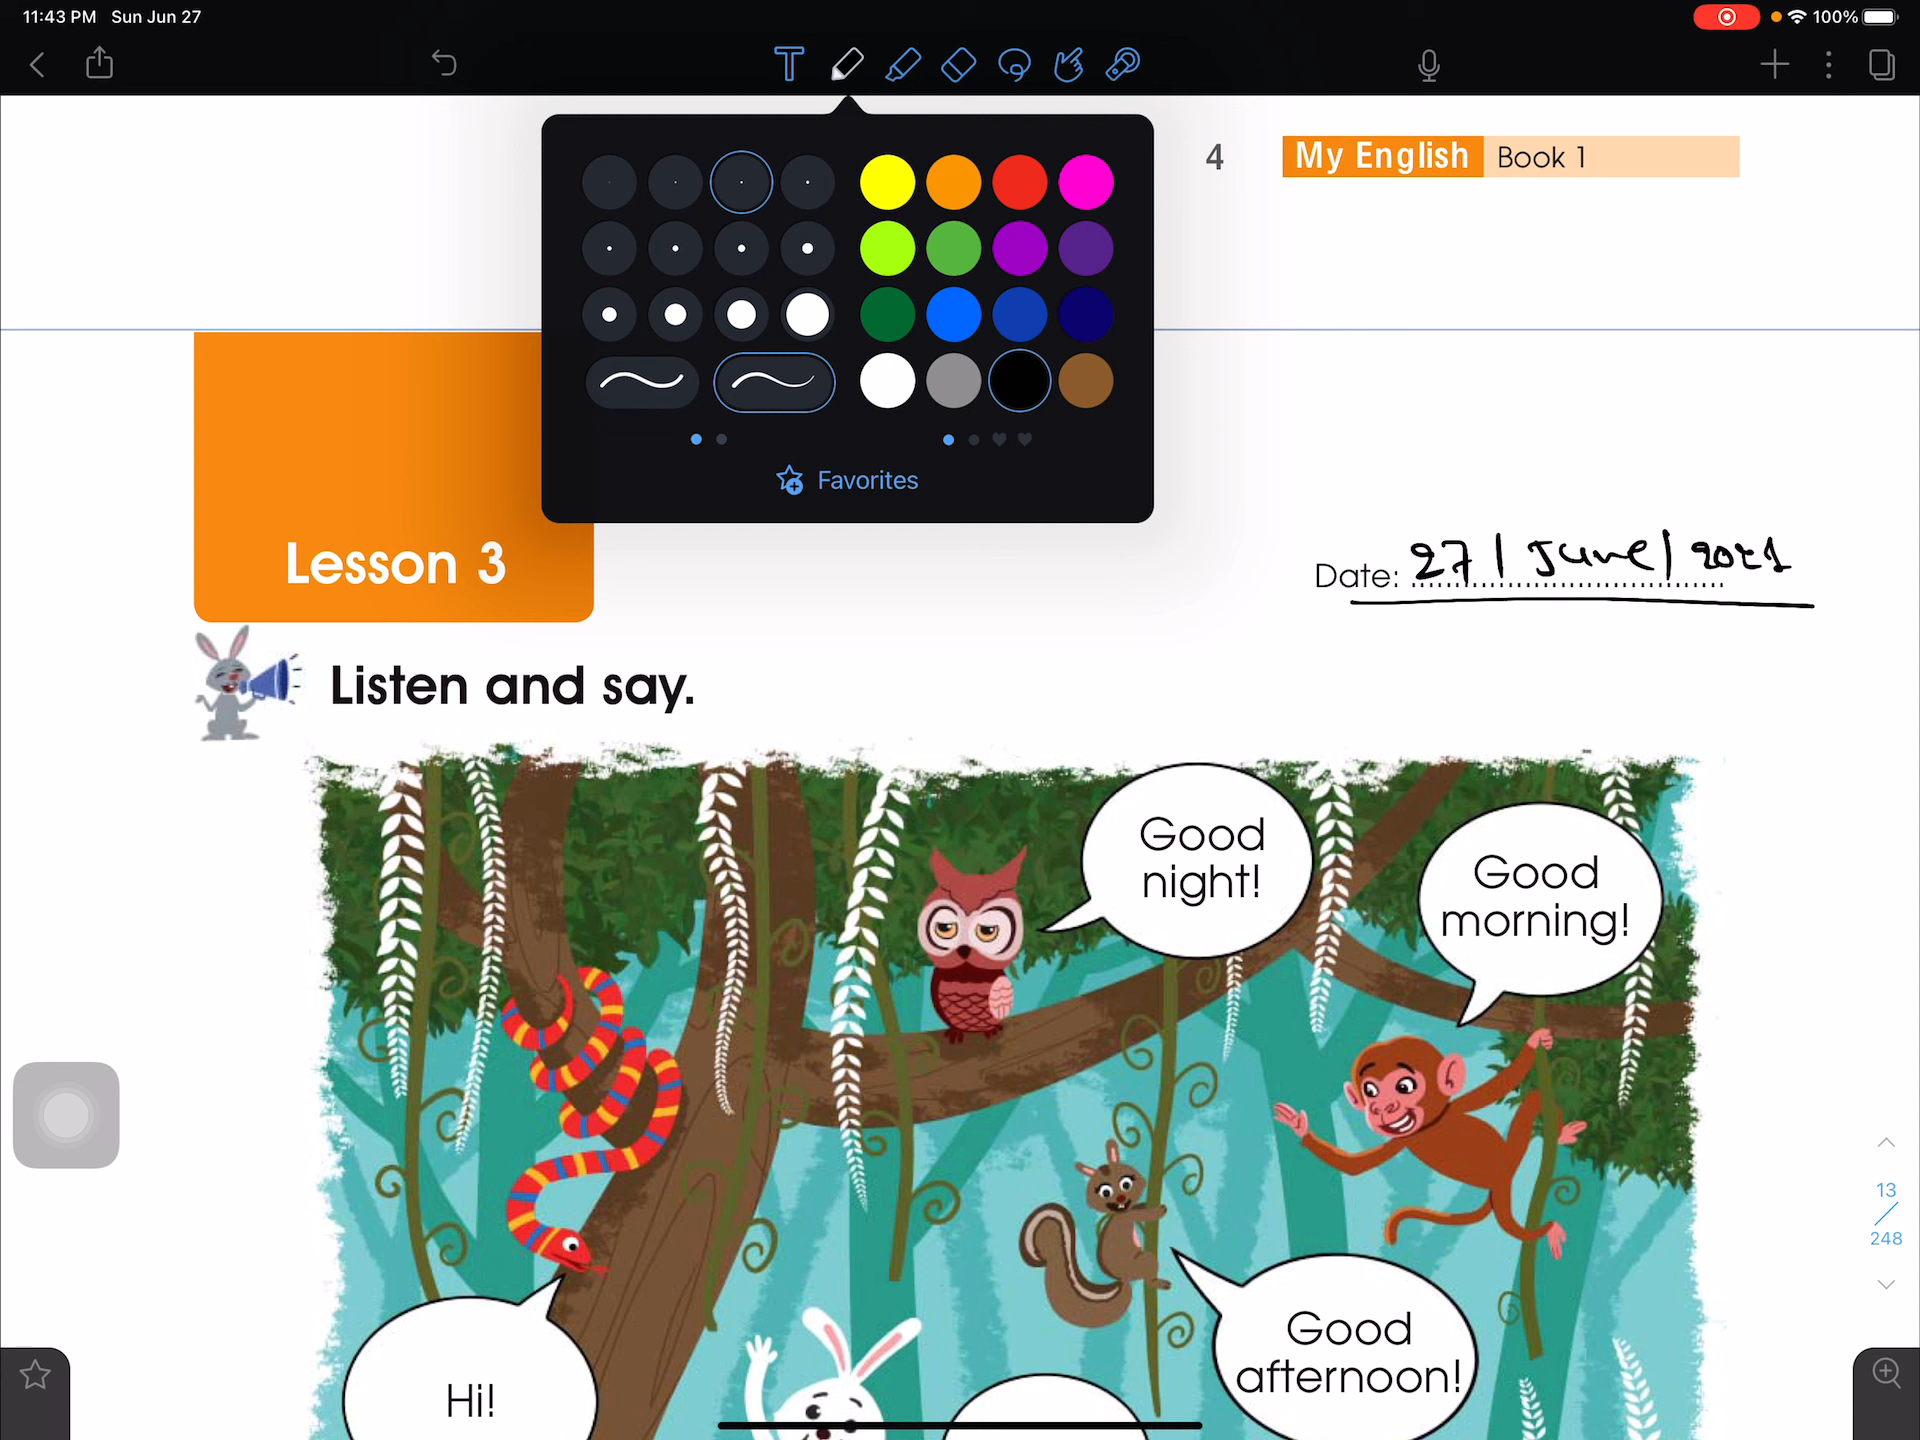 11:43 PM Sun Jun 27
100%
4 My English Book 1
Favorites
Lesson 3
Date: 27 / June / 2021
Listen and say.
Good
night!
Good
morning!
Good
afternoon!
Hi!
13
/
248